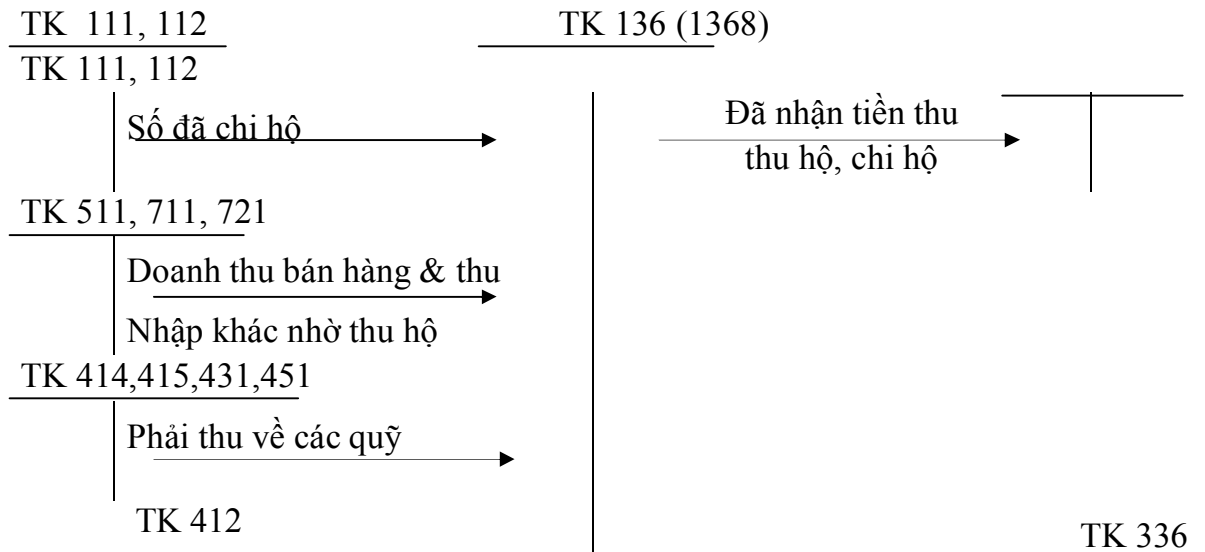 TK 111, 112
TK 136 (1368)
TK 111, 112
Số đã chi hộ
Đã nhận tiền thu
thu hộ, chi hộ
TK 511, 711, 721
Doanh thu bán hàng & thu
Nhập khác nhờ thu hộ
TK 414,415,431,451
Phải thu về các quỹ
TK 412
TK 336